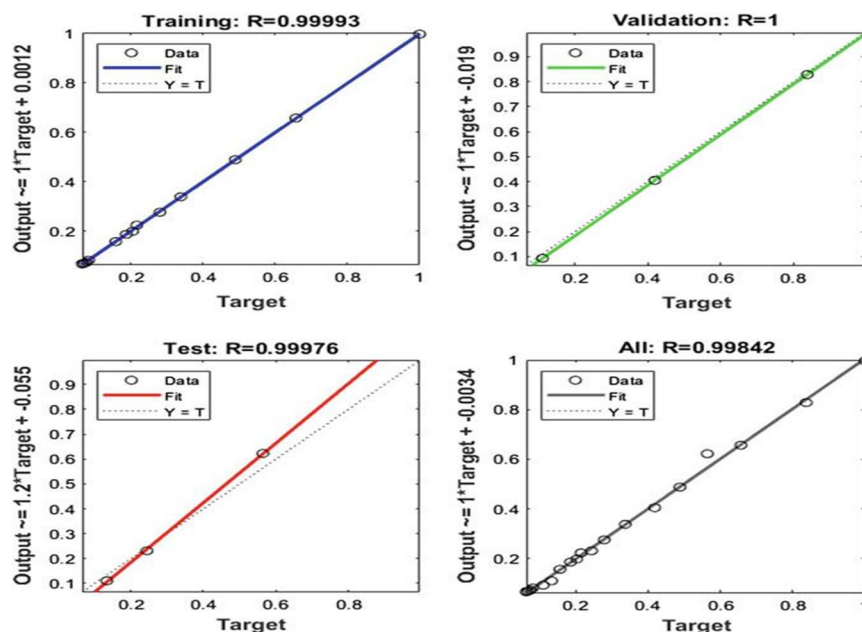 Training: R=0.99993
Output ~= 1*Target + 0.0012
1
0.8
0.6
0.4
0.2
Data
Fit
Y = T
0.2 0.4 0.6 0.8 1
Target
Validation: R=1
Output ~= 1*Target + -0.019
0.9
0.8
0.7
0.6
0.5
0.4
0.3
0.2
0.1
Data
Fit
Y = T
0.2 0.4 0.6 0.8
Target
Test: R=0.99976
Output ~= 1.2*Target + -0.055
0.9
0.8
0.7
0.6
0.5
0.4
0.3
0.2
0.1
Data
Fit
Y = T
0.2 0.4 0.6 0.8
Target
All: R=0.99842
Output ~= 1*Target + -0.0034
1
0.8
0.6
0.4
0.2
Data
Fit
Y = T
0.2 0.4 0.6 0.8 1
Target